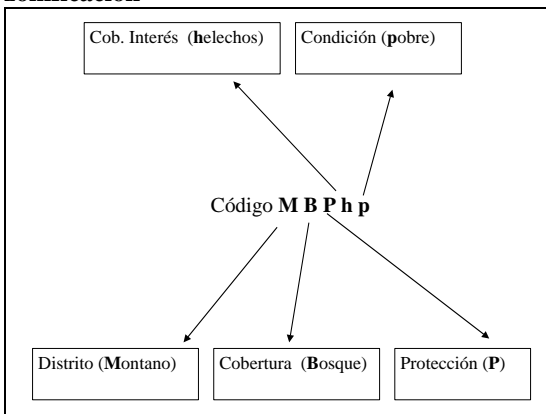 Cob. Interés (helechos)
Condición (pobre)
Código M B P h p
Distrito (Montano)
Cobertura (Bosque)
Protección (P)